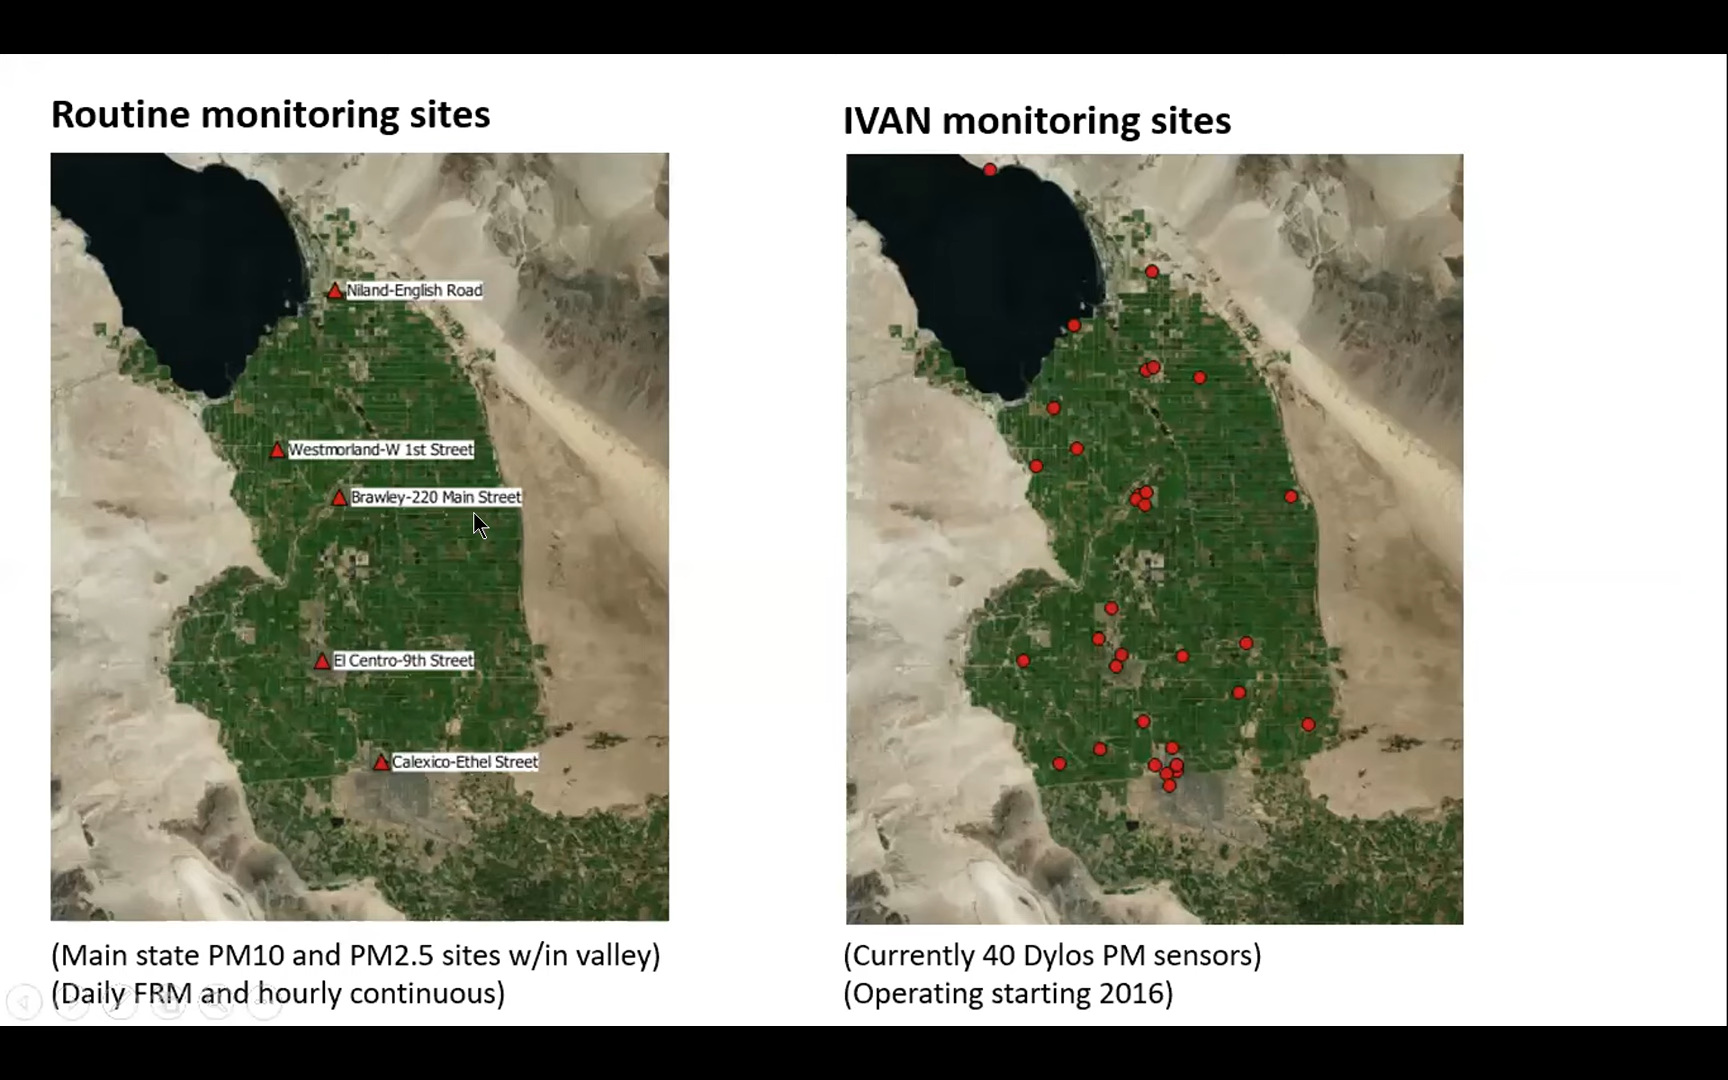 Routine monitoring sites
Niland-English Road
Westmorland-W 1st Street
Brawley-220 Main Street
El Centro-9th Street
Calexico-Ethel Street
(Main state PM10 and PM2.5 sites w/in valley)
(Daily FRM and hourly continuous)
IVAN monitoring sites
(Currently 40 Dylos PM sensors)
(Operating starting 2016)